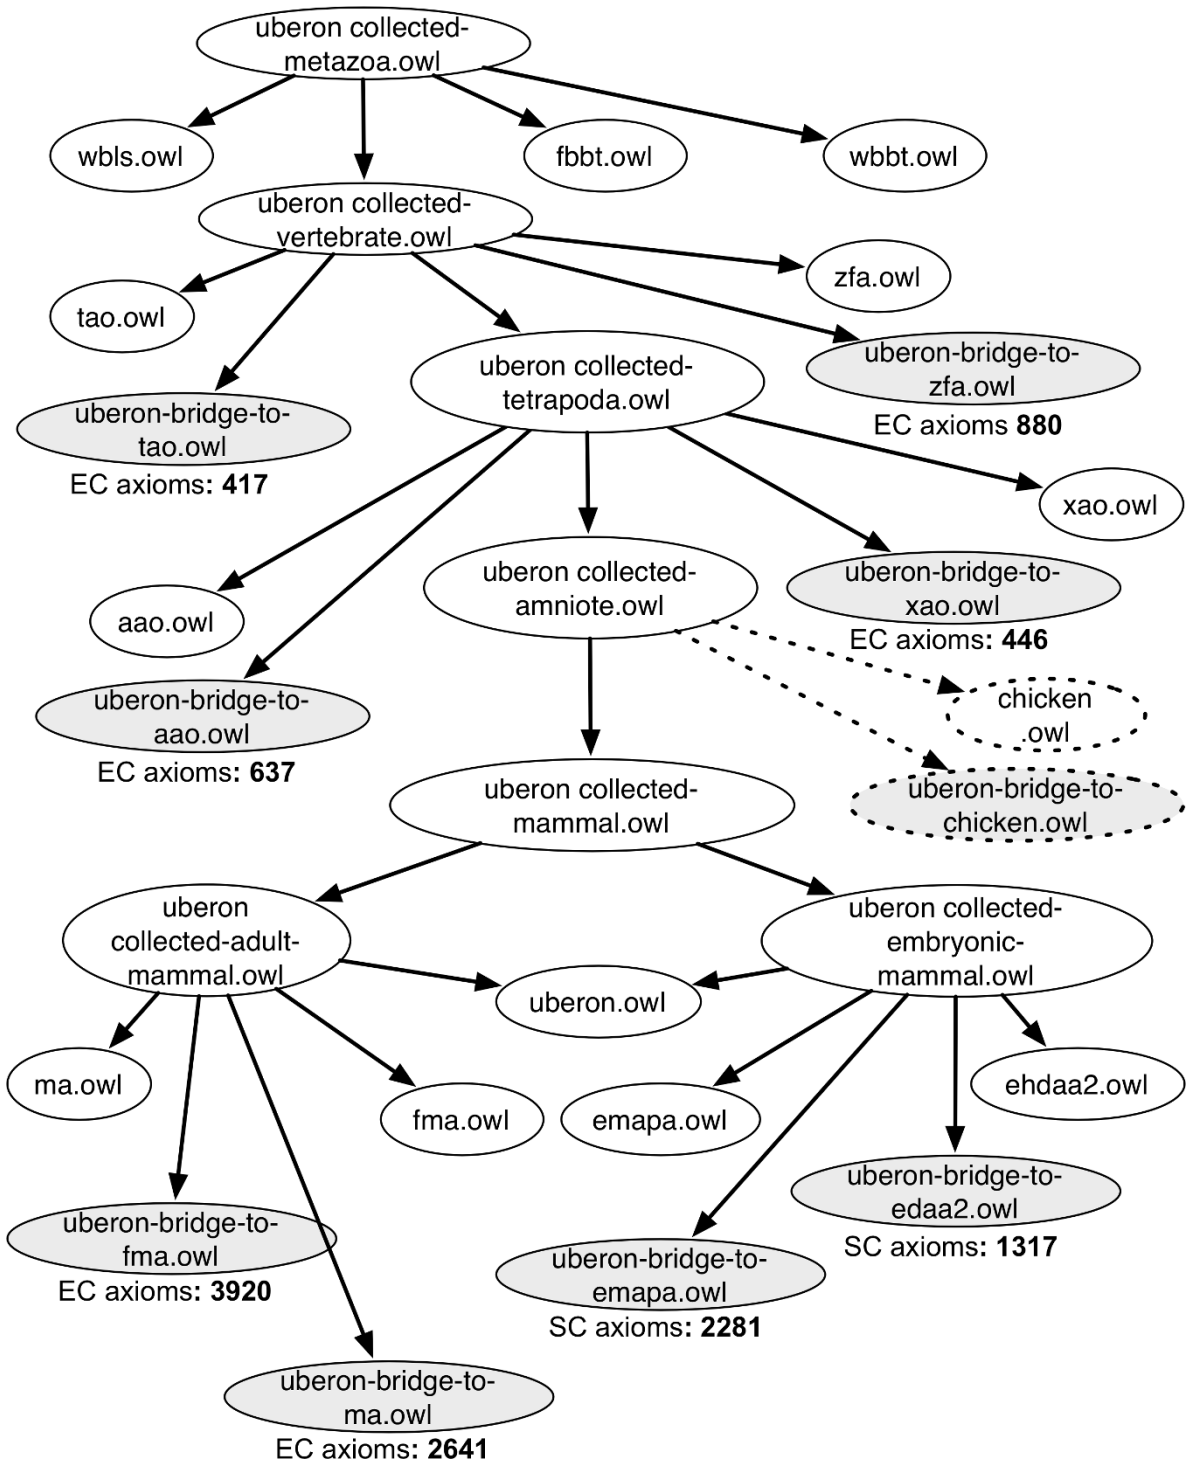 uberon collected-
metazoa.owl
wbls.owl
fbbt.owl
wbbt.owl
uberon collected-
vertebrate.owl
zfa.owl
tao.owl
uberon-bridge-to-
zfa.owl
EC axioms 880
uberon collected-
tetrapoda.owl
uberon-bridge-to-
tao.owl
EC axioms: 417
xao.owl
uberon collected-
amniote.owl
uberon-bridge-to-
xao.owl
EC axioms: 446
aao.owl
uberon-bridge-to-
aao.owl
EC axioms: 637
chicken
.owl
uberon-bridge-to-
chicken.owl
uberon collected-
mammal.owl
uberon
collected-adult-
mammal.owl
uberon collected-
embryonic-
mammal.owl
uberon.owl
ma.owl
fma.owl
emapa.owl
ehdaa2.owl
uberon-bridge-to-
edaa2.owl
SC axioms: 1317
uberon-bridge-to-
fma.owl
EC axioms: 3920
uberon-bridge-to-
emapa.owl
SC axioms: 2281
uberon-bridge-to-
ma.owl
EC axioms: 2641